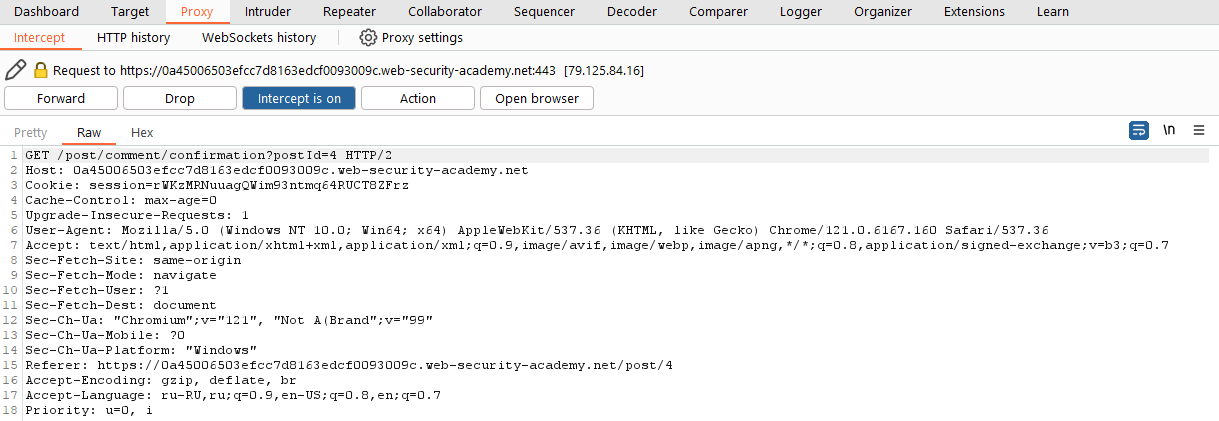 Dashboard Target Proxy Intruder Repeater Collaborator Sequencer Decoder Comparer Logger Organizer Extensions Learn
Intercept HTTP history WebSockets history Proxy settings
Request to https://0a45006503efcc7d8163edcf0093009c.web-security-academy.net:443 [79.125.84.16]
Forward Drop Intercept is on Action Open browser
Pretty Raw Hex \n
1 GET /post/comment/confirmation?postId=4 HTTP/2
2 Host: 0a45006503efcc7d8163edcf0093009c.web-security-academy.net
3 Cookie: session=rWKzMRNuuagQWim93ntmq64RUCT8ZFrz
4 Cache-Control: max-age=0
5 Upgrade-Insecure-Requests: 1
6 User-Agent: Mozilla/5.0 (Windows NT 10.0; Win64; x64) AppleWebKit/537.36 (KHTML, like Gecko) Chrome/121.0.6167.160 Safari/537.36
7 Accept: text/html,application/xhtml+xml,application/xml;q=0.9,image/avif,image/webp,image/apng,*/*;q=0.8,application/signed-exchange;v=b3;q=0.7
8 Sec-Fetch-Site: same-origin
9 Sec-Fetch-Mode: navigate
10 Sec-Fetch-User: ?1
11 Sec-Fetch-Dest: document
12 Sec-Ch-Ua: "Chromium";v="121", "Not A(Brand";v="99"
13 Sec-Ch-Ua-Mobile: ?0
14 Sec-Ch-Ua-Platform: "Windows"
15 Referer: https://0a45006503efcc7d8163edcf0093009c.web-security-academy.net/post/4
16 Accept-Encoding: gzip, deflate, br
17 Accept-Language: ru-RU,ru;q=0.9,en-US;q=0.8,en;q=0.7
18 Priority: u=0, i